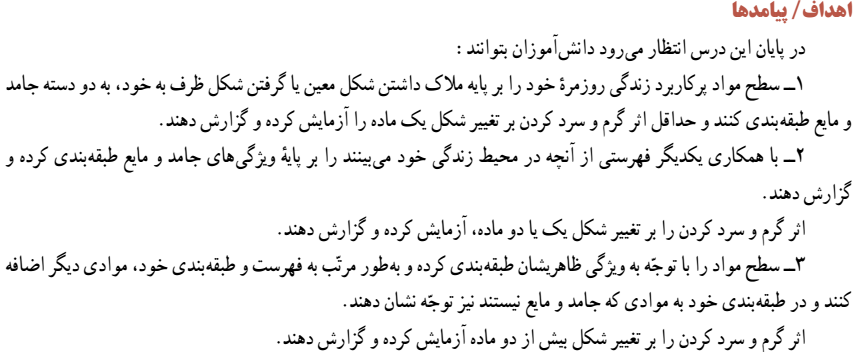 اهداف/ پیامدها
در پایان این درس انتظار می‌رود دانش‌آموزان بتوانند :
۱ــ سطح مواد پرکاربرد زندگی روزمرهٔ خود را بر پایه ملاک داشتن شکل معین یا گرفتن شکل ظرف به خود، به دو دسته جامد
و مایع طبقه‌بندی کنند و حداقل اثر گرم و سرد کردن بر تغییر شکل یک ماده را آزمایش کرده و گزارش دهند.
۲ــ با همکاری یکدیگر فهرستی از آنچه در محیط زندگی خود می‌بینند را بر پایهٔ ویژگی‌های جامد و مایع طبقه‌بندی کرده و
گزارش دهند.
اثر گرم و سرد کردن را بر تغییر شکل یک یا دو ماده، آزمایش کرده و گزارش دهند.
۳ــ سطح مواد را با توجّه به ویژگی ظاهریشان طبقه‌بندی کرده و به‌طور مرتّب به فهرست و طبقه‌بندی خود، موادی دیگر اضافه
کنند و در طبقه‌بندی خود به موادی که جامد و مایع نیستند نیز توجّه نشان دهند.
اثر گرم و سرد کردن را بر تغییر شکل بیش از دو ماده آزمایش کرده و گزارش دهند.